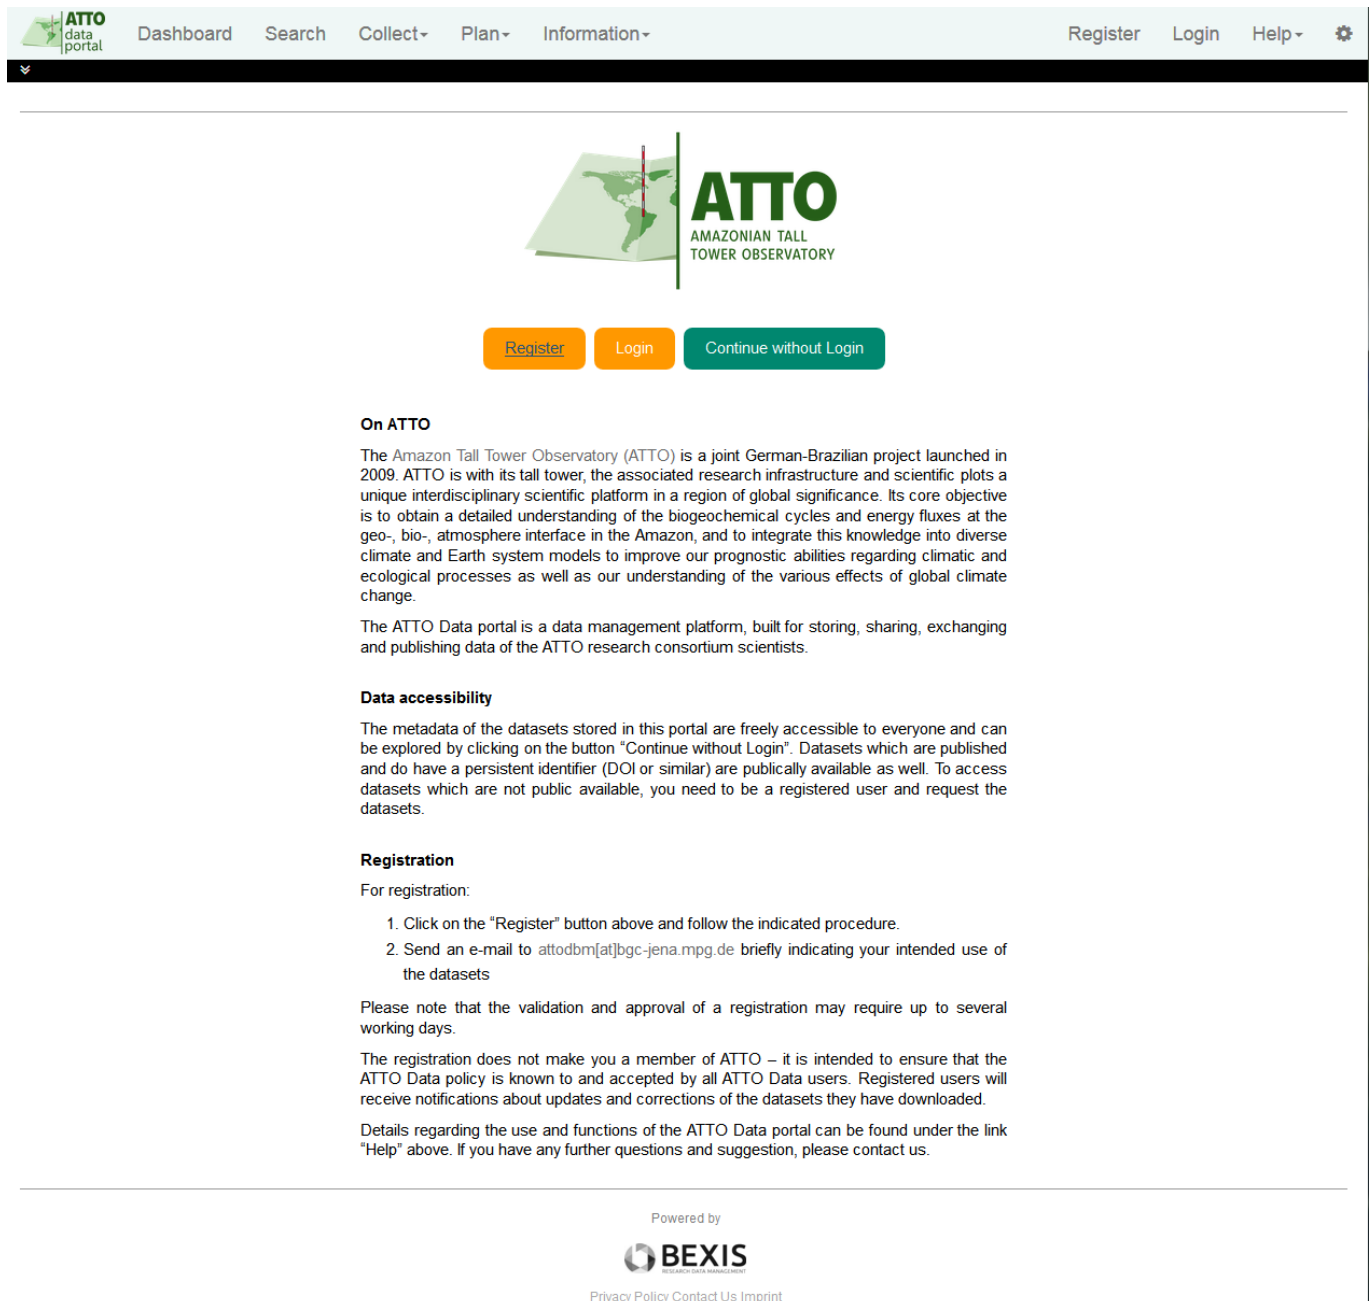 ATTO
data
portal
Dashboard Search Collect Plan Information Register Login Help
ATTO
AMAZONIAN TALL
TOWER OBSERVATORY
Register Login Continue without Login
On ATTO
The Amazon Tall Tower Observatory (ATTO) is a joint German-Brazilian project launched in
2009. ATTO is with its tall tower, the associated research infrastructure and scientific plots a
unique interdisciplinary scientific platform in a region of global significance. Its core objective
is to obtain a detailed understanding of the biogeochemical cycles and energy fluxes at the
geo-, bio-, atmosphere interface in the Amazon, and to integrate this knowledge into diverse
climate and Earth system models to improve our prognostic abilities regarding climatic and
ecological processes as well as our understanding of the various effects of global climate
change.
The ATTO Data portal is a data management platform, built for storing, sharing, exchanging
and publishing data of the ATTO research consortium scientists.
Data accessibility
The metadata of the datasets stored in this portal are freely accessible to everyone and can
be explored by clicking on the button “Continue without Login”. Datasets which are published
and do have a persistent identifier (DOI or similar) are publically available as well. To access
datasets which are not public available, you need to be a registered user and request the
datasets.
Registration
For registration:
1. Click on the “Register” button above and follow the indicated procedure.
2. Send an e-mail to attodbm[at]bgc-jena.mpg.de briefly indicating your intended use of
the datasets
Please note that the validation and approval of a registration may require up to several
working days.
The registration does not make you a member of ATTO – it is intended to ensure that the
ATTO Data policy is known to and accepted by all ATTO Data users. Registered users will
receive notifications about updates and corrections of the datasets they have downloaded.
Details regarding the use and functions of the ATTO Data portal can be found under the link
“Help” above. If you have any further questions and suggestion, please contact us.
Powered by
BEXIS
RESEARCH DATA MANAGEMENT
Privacy Policy Contact Us Imprint